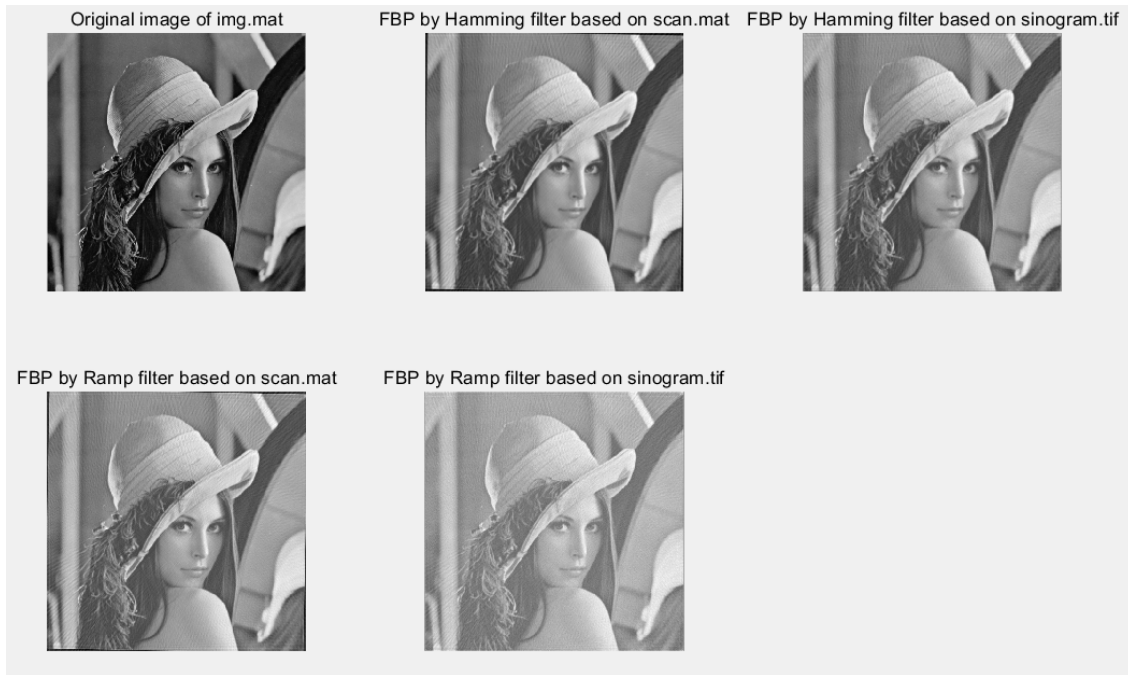 Original image of img.mat
FBP by Hamming filter based on scan.mat
FBP by Hamming filter based on sinogram.tif
FBP by Ramp filter based on scan.mat
FBP by Ramp filter based on sinogram.tif